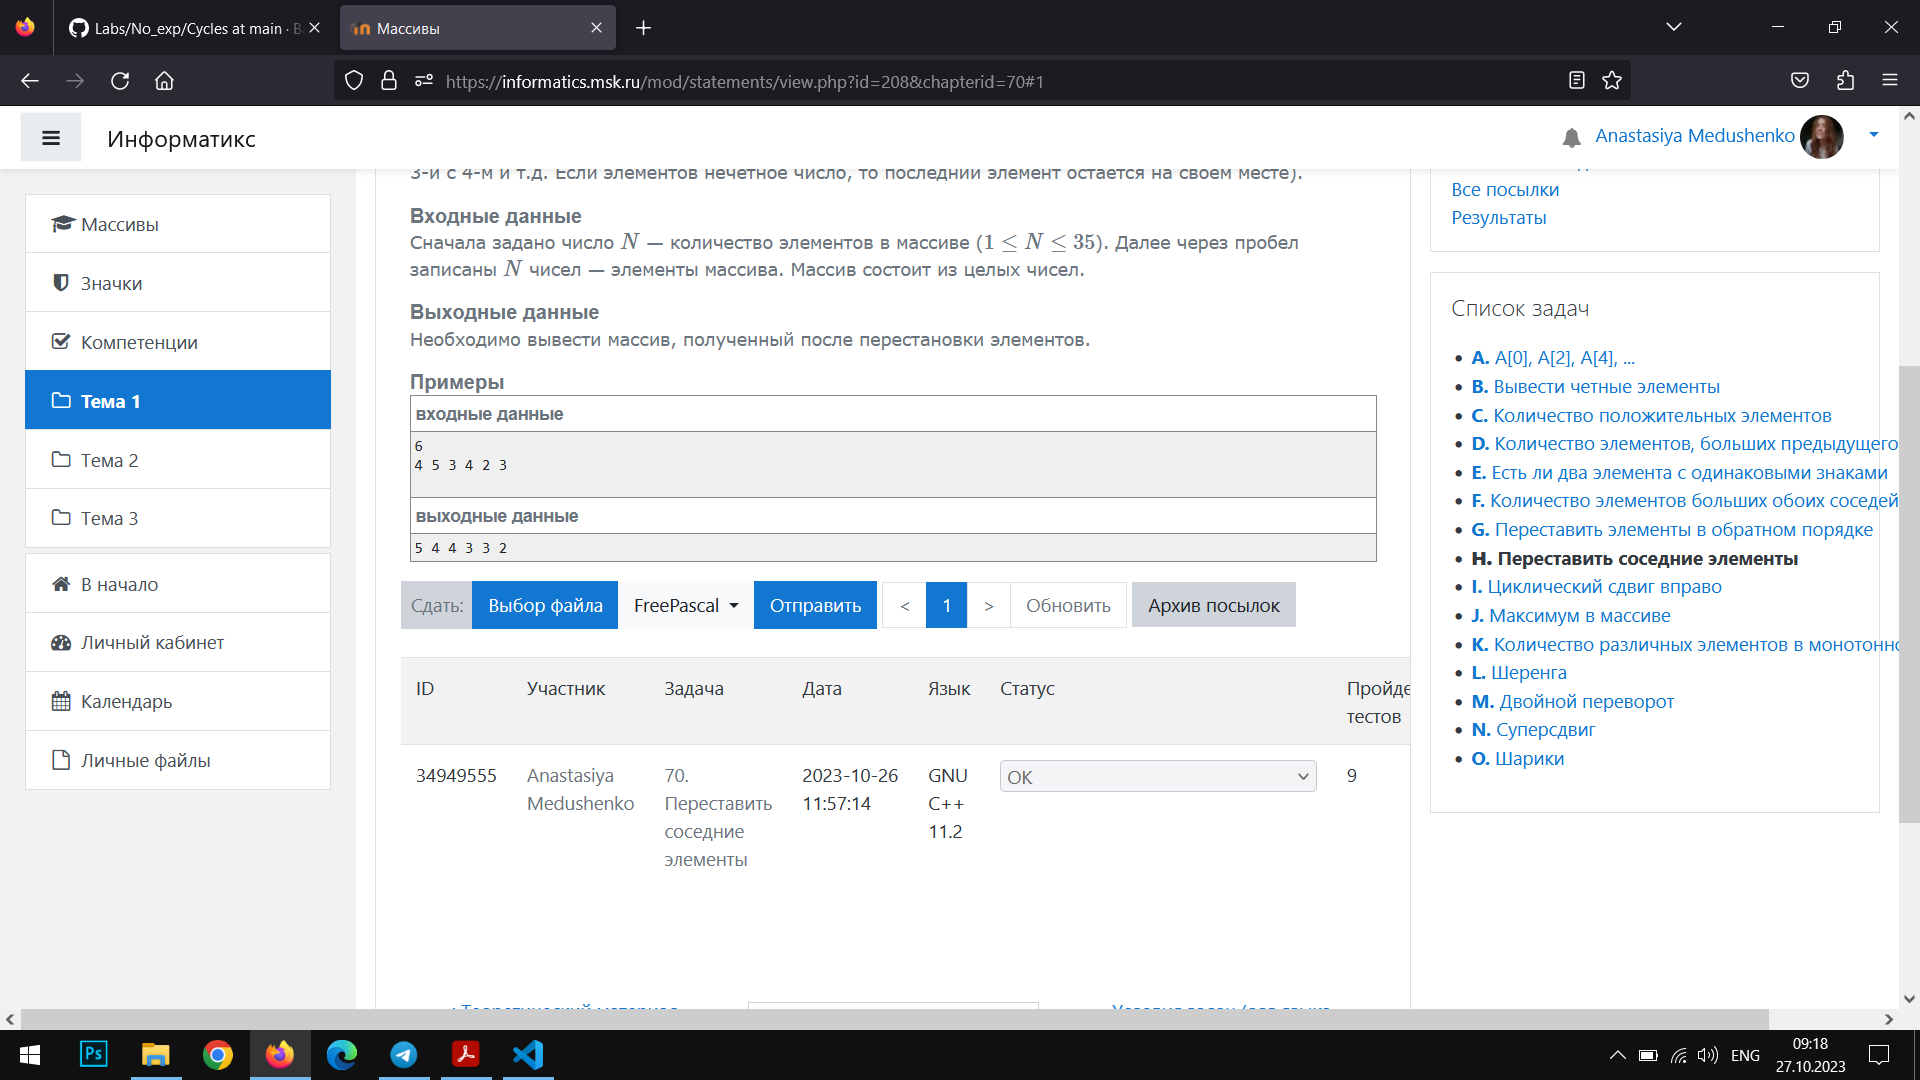 Labs/No_exp/Cycles at main · B
Массивы
https://informatics.msk.ru/mod/statements/view.php?id=208&chapterid=70#1
Информатикс
Anastasiya Medushenko
Массивы
Значки
Компетенции
Тема 1
Тема 2
Тема 3
В начало
Личный кабинет
Календарь
Личные файлы
3-й с 4-м и т.д. Если элементов нечетное число, то последний элемент остается на своем месте).
Входные данные
Сначала задано число N — количество элементов в массиве (1 ≤ N ≤ 35). Далее через пробел
записаны N чисел — элементы массива. Массив состоит из целых чисел.
Выходные данные
Необходимо вывести массив, полученный после перестановки элементов.
Примеры
входные данные
6
4 5 3 4 2 3
выходные данные
5 4 4 3 3 2
Сдать: Выбор файла FreePascal Отправить < 1 > Обновить Архив посылок
ID Участник Задача Дата Язык Статус Пройде
тестов
34949555 Anastasiya 70. 2023-10-26 GNU OK 9
Medushenko Переставить 11:57:14 C++
соседние 11.2
элементы
Все посылки
Результаты
Список задач
A. A[0], A[2], A[4], ...
B. Вывести четные элементы
C. Количество положительных элементов
D. Количество элементов, больших предыдущего
E. Есть ли два элемента с одинаковыми знаками
F. Количество элементов больших обоих соседей
G. Переставить элементы в обратном порядке
H. Переставить соседние элементы
I. Циклический сдвиг вправо
J. Максимум в массиве
K. Количество различных элементов в монотонно
L. Шеренга
M. Двойной переворот
N. Суперсдвиг
O. Шарики
Ps
ENG
09:18
27.10.2023